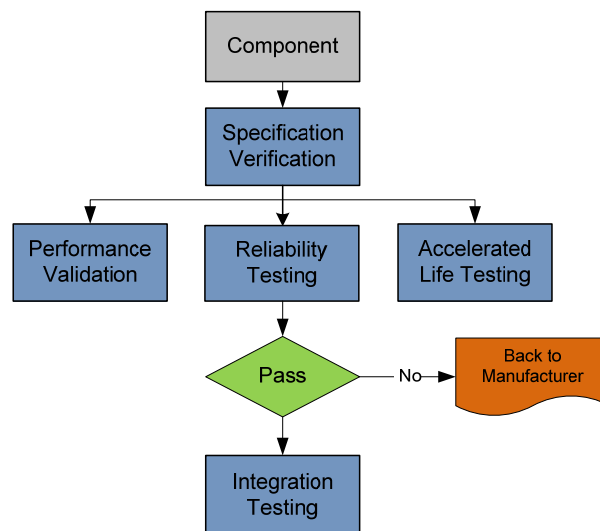 Component
Specification
Verification
Performance
Validation
Reliability
Testing
Accelerated
Life Testing
Pass
No
Back to
Manufacturer
Integration
Testing